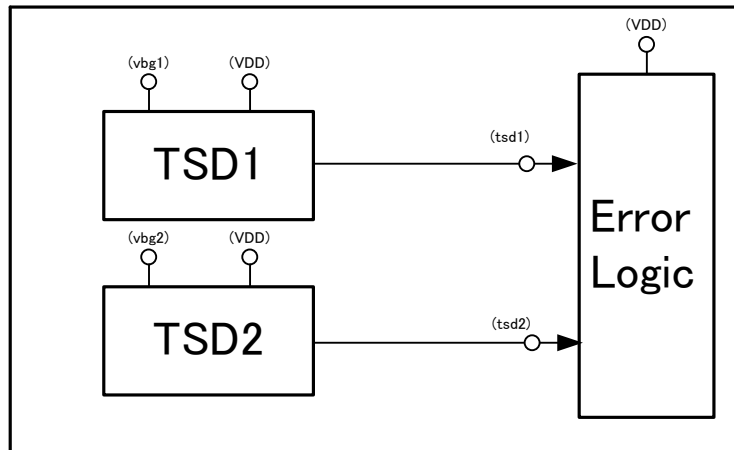 (vbg1) (VDD) (VDD)
TSD1
(tsd1)
Error
Logic
(vbg2) (VDD)
TSD2
(tsd2)